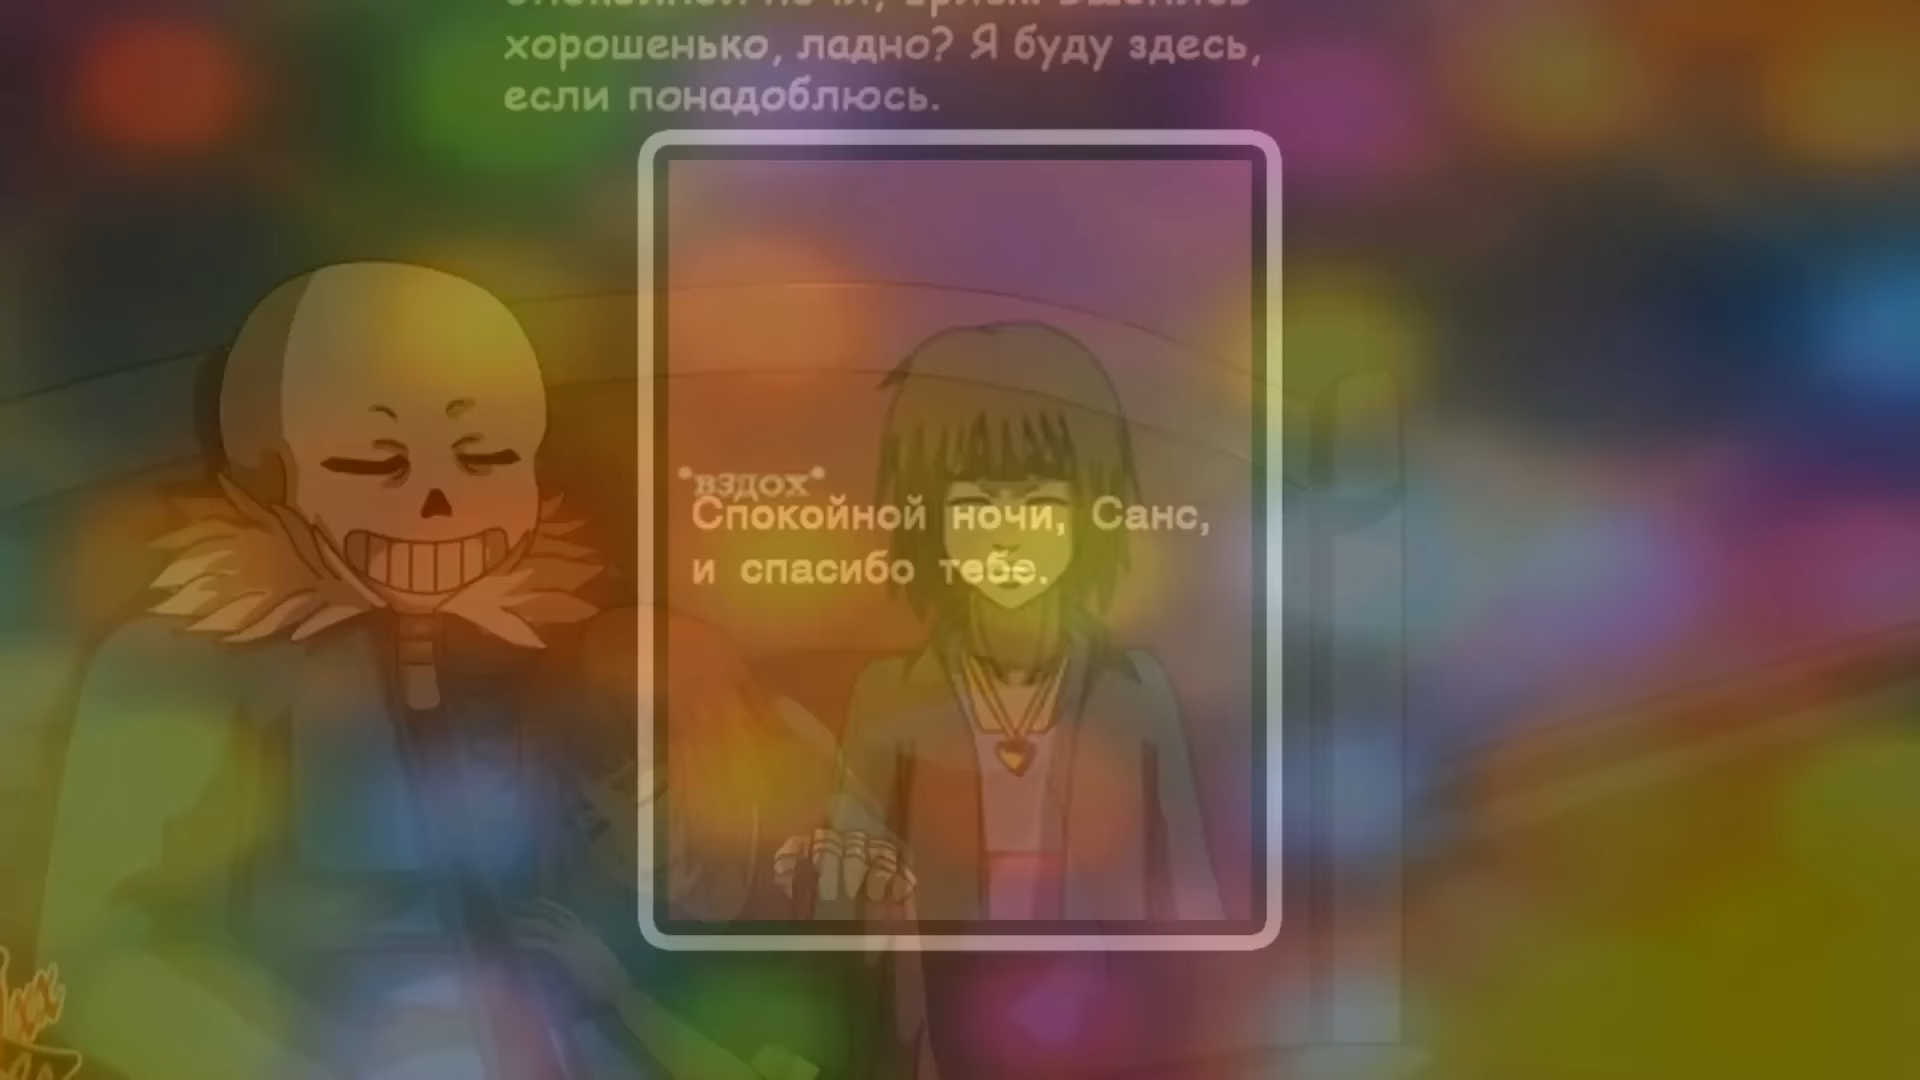 хорошенько, ладно? Я буду здесь,
если понадоблюсь.
*вздох*
Спокойной ночи, Санс,
и спасибо тебе.